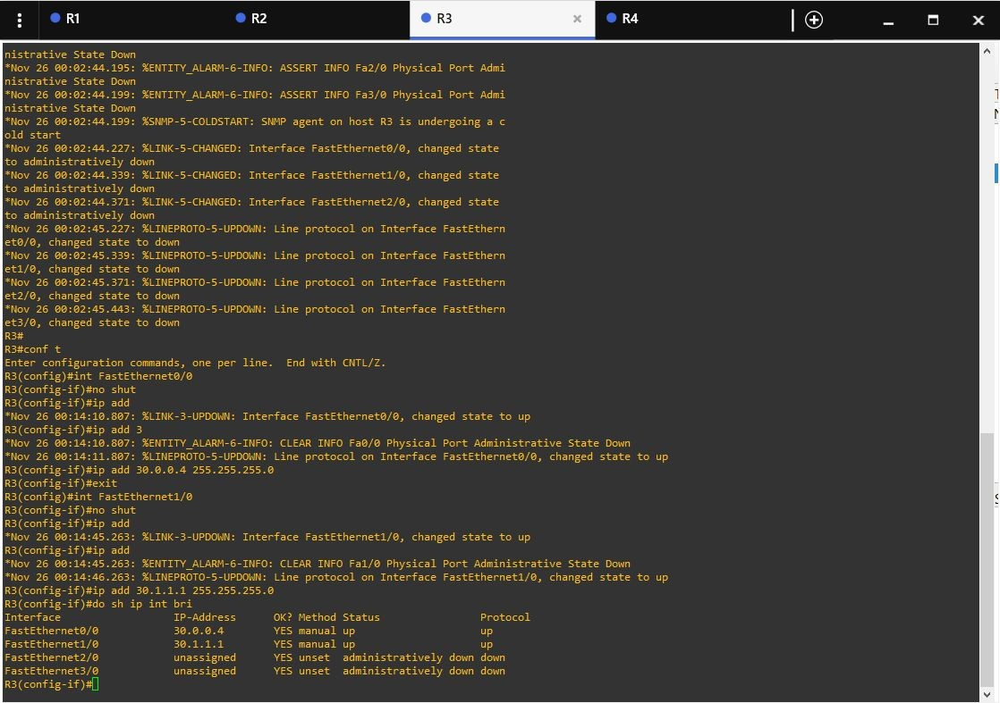 R1
R2
R3
R4
nistrative State Down
*Nov 26 00:02:44.195: %ENTITY_ALARM-6-INFO: ASSERT INFO Fa2/0 Physical Port Admi
nistrative State Down
*Nov 26 00:02:44.199: %ENTITY_ALARM-6-INFO: ASSERT INFO Fa3/0 Physical Port Admi
nistrative State Down
*Nov 26 00:02:44.199: %SNMP-5-COLDSTART: SNMP agent on host R3 is undergoing a c
old start
*Nov 26 00:02:44.227: %LINK-5-CHANGED: Interface FastEthernet0/0, changed state
to administratively down
*Nov 26 00:02:44.339: %LINK-5-CHANGED: Interface FastEthernet1/0, changed state
to administratively down
*Nov 26 00:02:44.371: %LINK-5-CHANGED: Interface FastEthernet2/0, changed state
to administratively down
*Nov 26 00:02:45.227: %LINEPROTO-5-UPDOWN: Line protocol on Interface FastEthern
et0/0, changed state to down
*Nov 26 00:02:45.339: %LINEPROTO-5-UPDOWN: Line protocol on Interface FastEthern
et1/0, changed state to down
*Nov 26 00:02:45.371: %LINEPROTO-5-UPDOWN: Line protocol on Interface FastEthern
et2/0, changed state to down
*Nov 26 00:02:45.443: %LINEPROTO-5-UPDOWN: Line protocol on Interface FastEthern
et3/0, changed state to down
R3#
R3#conf t
Enter configuration commands, one per line.  End with CNTL/Z.
R3(config)#int FastEthernet0/0
R3(config-if)#no shut
R3(config-if)#ip add
*Nov 26 00:14:10.807: %LINK-3-UPDOWN: Interface FastEthernet0/0, changed state to up
R3(config-if)#ip add 3
*Nov 26 00:14:10.807: %ENTITY_ALARM-6-INFO: CLEAR INFO Fa0/0 Physical Port Administrative State Down
*Nov 26 00:14:11.807: %LINEPROTO-5-UPDOWN: Line protocol on Interface FastEthernet0/0, changed state to up
R3(config-if)#ip add 30.0.0.4 255.255.255.0
R3(config-if)#exit
R3(config)#int FastEthernet1/0
R3(config-if)#no shut
R3(config-if)#ip add
*Nov 26 00:14:45.263: %LINK-3-UPDOWN: Interface FastEthernet1/0, changed state to up
R3(config-if)#ip add
*Nov 26 00:14:45.263: %ENTITY_ALARM-6-INFO: CLEAR INFO Fa1/0 Physical Port Administrative State Down
*Nov 26 00:14:46.263: %LINEPROTO-5-UPDOWN: Line protocol on Interface FastEthernet1/0, changed state to up
R3(config-if)#ip add 30.1.1.1 255.255.255.0
R3(config-if)#do sh ip int bri
Interface                  IP-Address      OK? Method Status                Protocol
FastEthernet0/0            30.0.0.4        YES manual up                    up
FastEthernet1/0            30.1.1.1        YES manual up                    up
FastEthernet2/0            unassigned      YES unset  administratively down down
FastEthernet3/0            unassigned      YES unset  administratively down down
R3(config-if)#